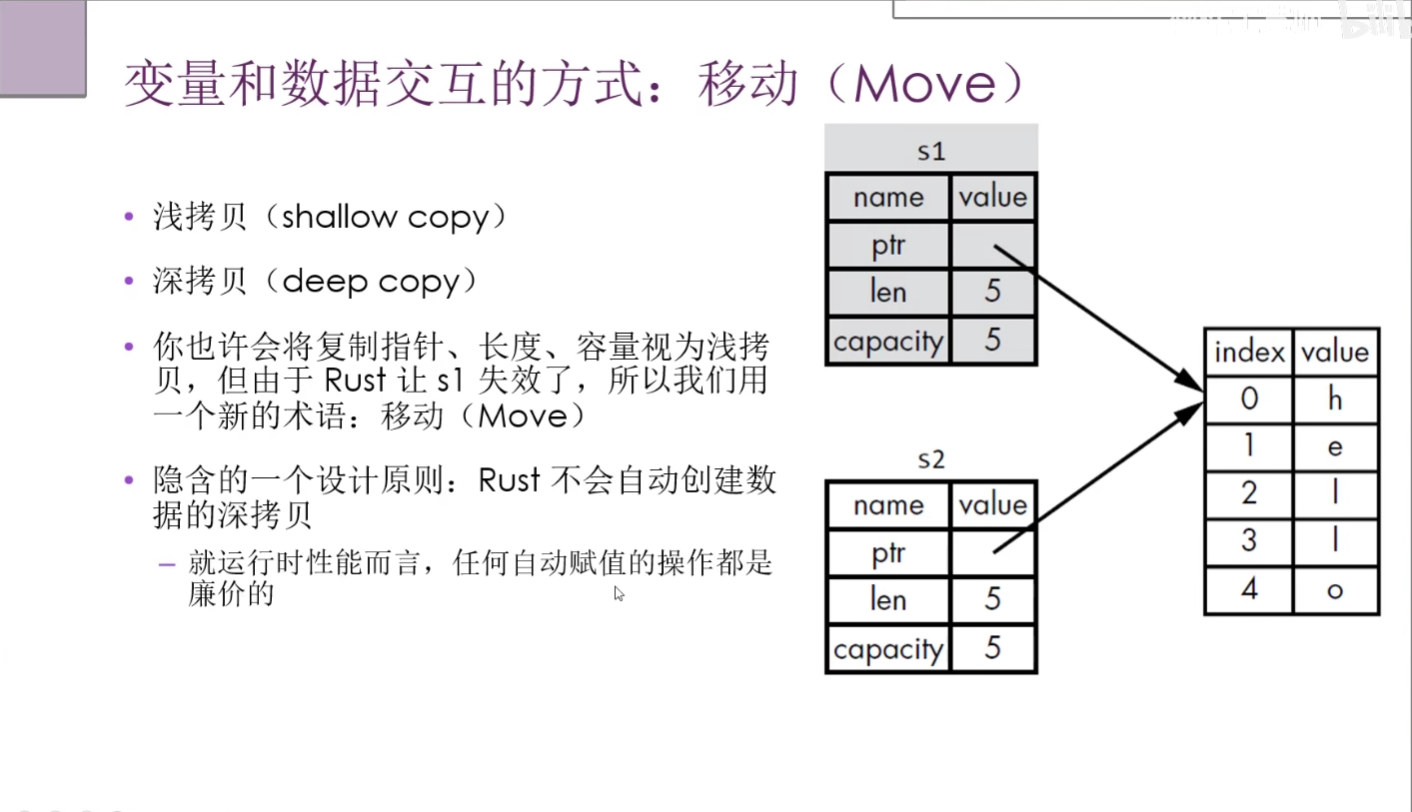 变量和数据交互的方式：移动（Move）
• 浅拷贝（shallow copy）
• 深拷贝（deep copy）
• 你也许会将复制指针、长度、容量视为浅拷
贝，但由于 Rust 让 s1 失效了，所以我们用
一个新的术语：移动（Move）
• 隐含的一个设计原则：Rust 不会自动创建数
据的深拷贝
– 就运行时性能而言，任何自动赋值的操作都是
廉价的
s1
name value
ptr
len 5
capacity 5
s2
name value
ptr
len 5
capacity 5
index value
0 h
1 e
2 l
3 l
4 o